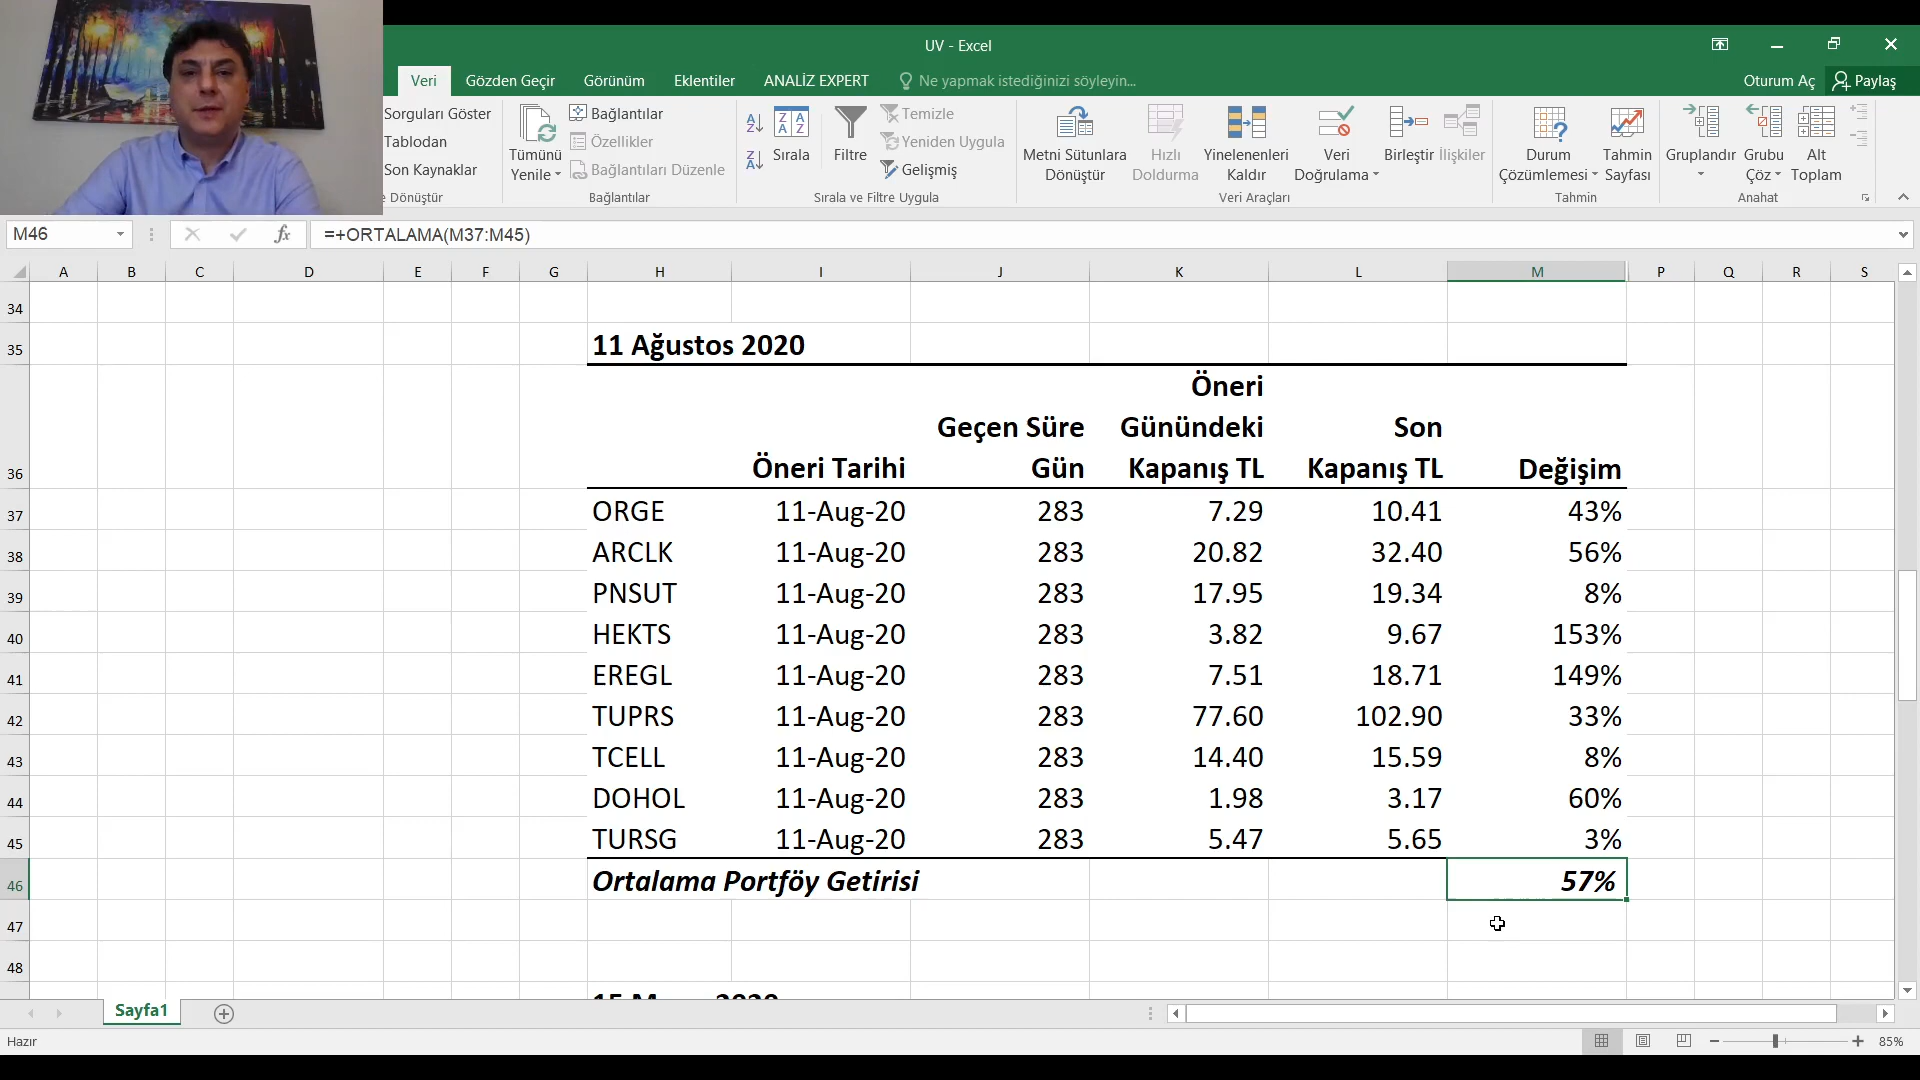 UV - Excel
Veri Gözden Geçir Görünüm Eklentiler ANALİZ EXPERT Ne yapmak istediğinizi söyleyin... Oturum Aç Paylaş
Sorguları Göster
Tablodan
Son Kaynaklar
Dönüştür
Tümünü Yenile
Bağlantılar
Özellikler
Bağlantıları Düzenle
Bağlantılar
Sırala
Filtre
Temizle
Yeniden Uygula
Gelişmiş
Sırala ve Filtre Uygula
Metni Sütunlara Dönüştür
Hızlı Doldurma
Yinelenenleri Kaldır
Veri Doğrulama
Birleştir
İlişkiler
Veri Araçları
Durum Çözümlemesi
Tahmin Sayfası
Tahmin
Gruplandır
Grubu Çöz
Alt Toplam
Anahat
M46 fx =+ORTALAMA(M37:M45)
A B C D E F G H I J K L M P Q R S
34
35 11 Ağustos 2020
36 Öneri Tarihi Geçen Süre Gün Öneri Günündeki Kapanış TL Son Kapanış TL Değişim
37 ORGE 11-Aug-20 283 7.29 10.41 43%
38 ARCLK 11-Aug-20 283 20.82 32.40 56%
39 PNSUT 11-Aug-20 283 17.95 19.34 8%
40 HEKTS 11-Aug-20 283 3.82 9.67 153%
41 EREGL 11-Aug-20 283 7.51 18.71 149%
42 TUPRS 11-Aug-20 283 77.60 102.90 33%
43 TCELL 11-Aug-20 283 14.40 15.59 8%
44 DOHOL 11-Aug-20 283 1.98 3.17 60%
45 TURSG 11-Aug-20 283 5.47 5.65 3%
46 Ortalama Portföy Getirisi 57%
47
48
Sayfa1
Hazır 85%